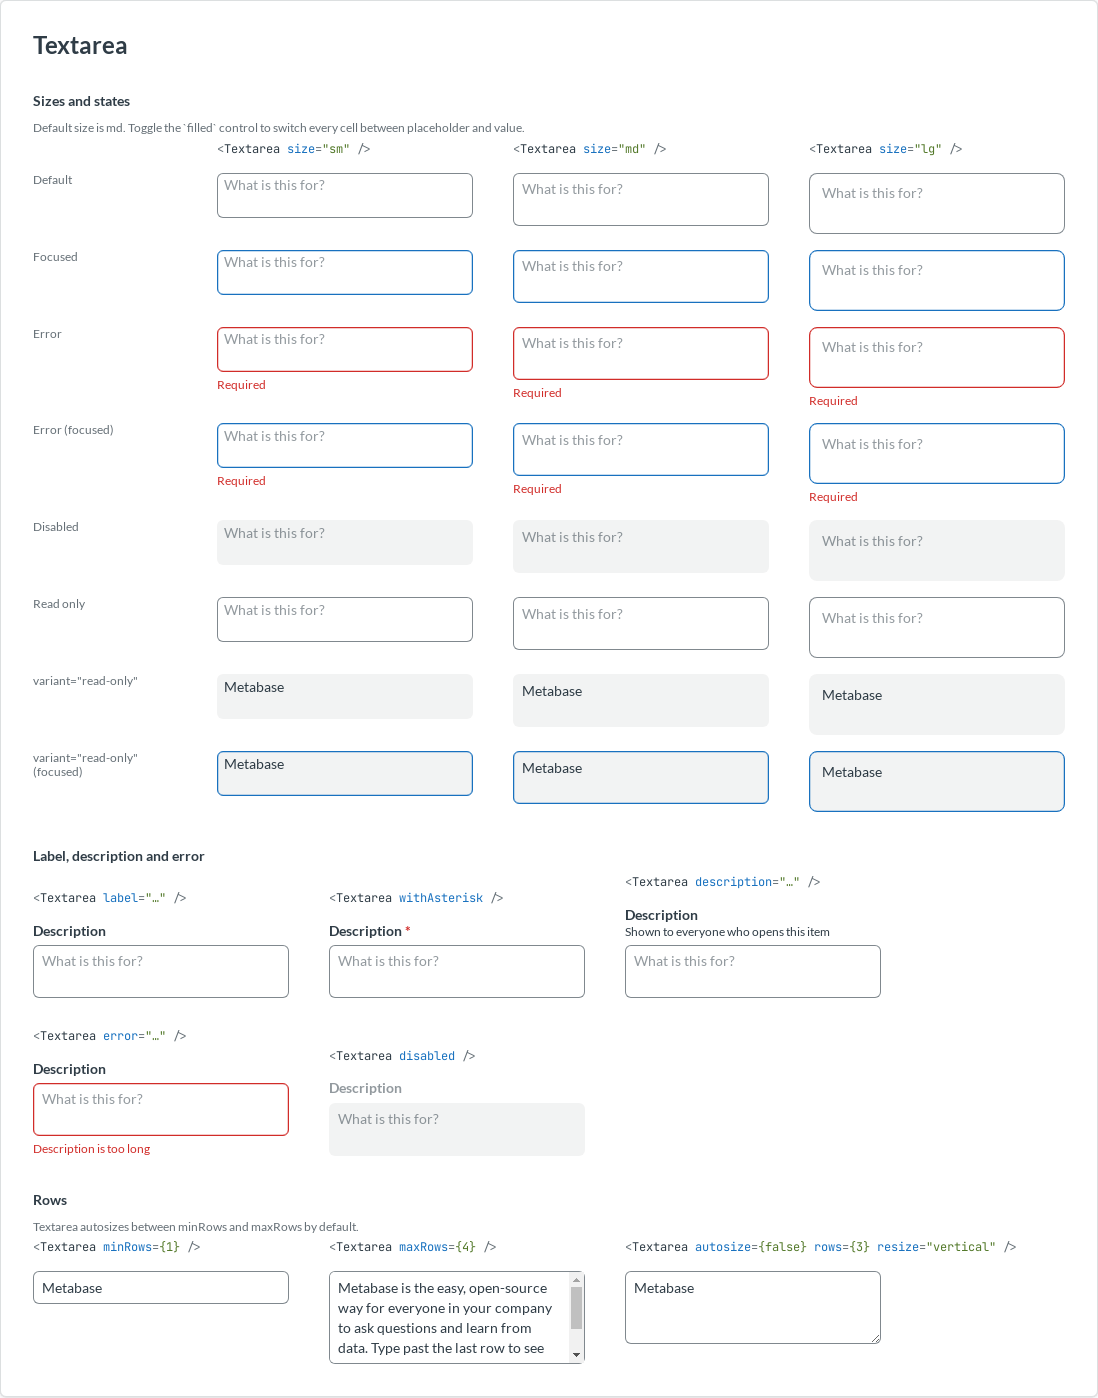 Textarea
Sizes and states
Default size is md. Toggle the `filled` control to switch every cell between placeholder and value.
<Textarea size="sm" /> <Textarea size="md" /> <Textarea size="lg" />
Default What is this for? What is this for? What is this for?
Focused What is this for? What is this for? What is this for?
Error What is this for? What is this for? What is this for?
Required Required Required
Error (focused) What is this for? What is this for? What is this for?
Required Required Required
Disabled What is this for? What is this for? What is this for?
Read only What is this for? What is this for? What is this for?
variant="read-only" Metabase Metabase Metabase
variant="read-only" Metabase Metabase Metabase
(focused)
Label, description and error
<Textarea label="…" /> <Textarea withAsterisk /> <Textarea description="…" />
Description Description * Description
Shown to everyone who opens this item
What is this for? What is this for? What is this for?
<Textarea error="…" /> <Textarea disabled />
Description Description
What is this for? What is this for?
Description is too long
Rows
Textarea autosizes between minRows and maxRows by default.
<Textarea minRows={1} /> <Textarea maxRows={4} /> <Textarea autosize={false} rows={3} resize="vertical" />
Metabase Metabase is the easy, open-source Metabase
way for everyone in your company
to ask questions and learn from
data. Type past the last row to see